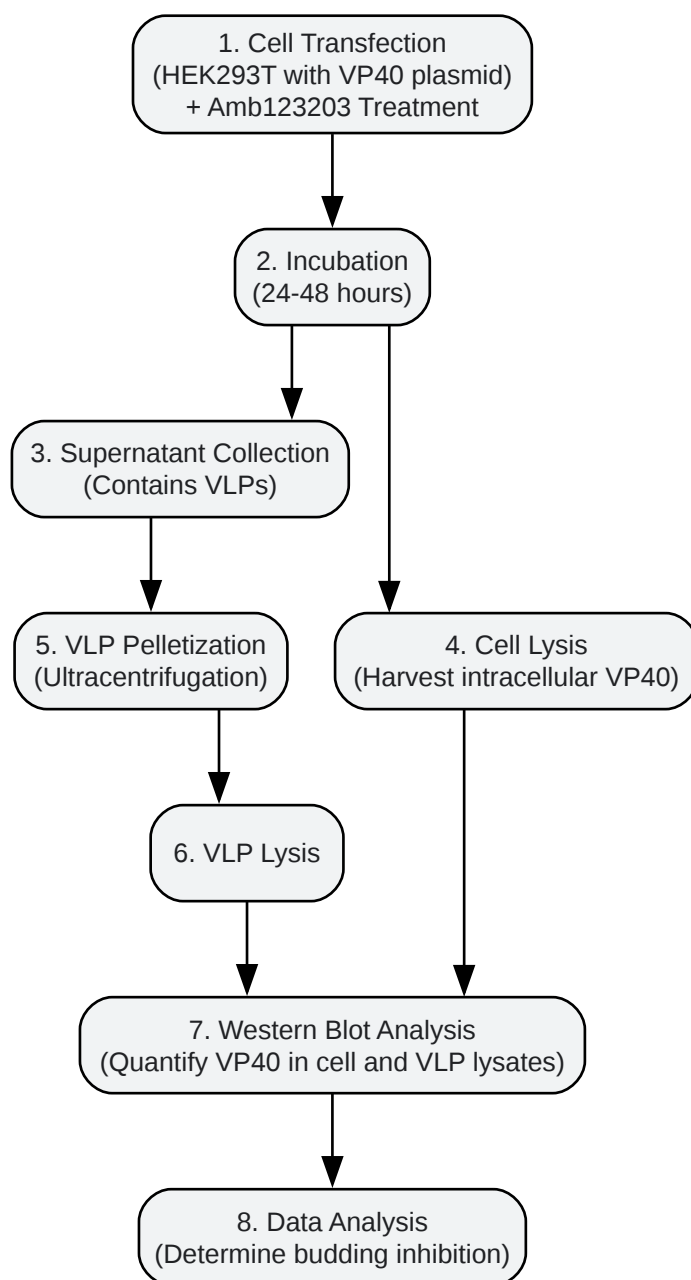 1. Cell Transfection
(HEK293T with VP40 plasmid)
+ Amb123203 Treatment
2. Incubation
(24-48 hours)
3. Supernatant Collection
(Contains VLPs)
5. VLP Pelletization
(Ultracentrifugation)
4. Cell Lysis
(Harvest intracellular VP40)
6. VLP Lysis
7. Western Blot Analysis
(Quantify VP40 in cell and VLP lysates)
8. Data Analysis
(Determine budding inhibition)